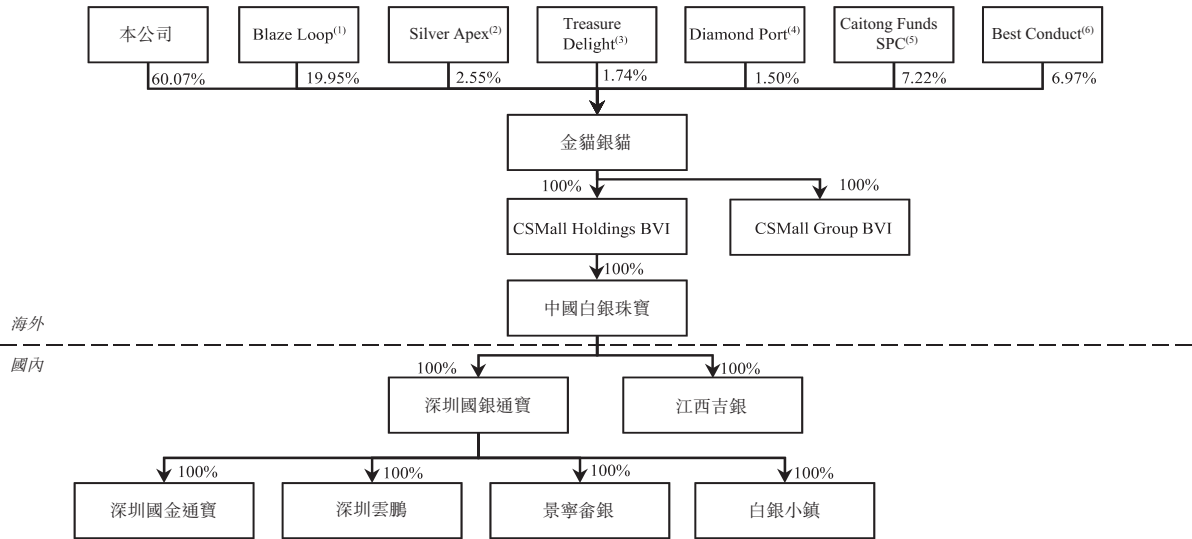 本公司
Blaze Loop(1)
Silver Apex(2)
Treasure
Delight(3)
Diamond Port(4)
Caitong Funds
SPC(5)
Best Conduct(6)
60.07%
19.95%
2.55%
1.74%
1.50%
7.22%
6.97%
金貓銀貓
100%
100%
CSMall Holdings BVI
CSMall Group BVI
100%
中國白銀珠寶
海外
國內
100%
100%
深圳國銀通寶
江西吉銀
100%
100%
100%
100%
深圳國金通寶
深圳雲鵬
景寧畲銀
白銀小鎮